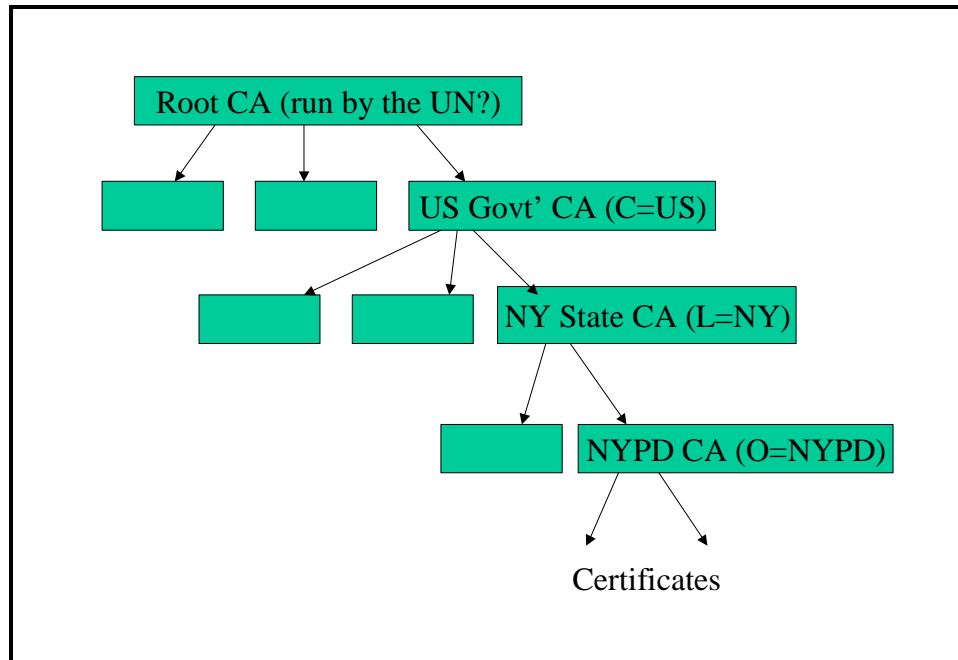 Root CA (run by the UN?)
US Govt' CA (C=US)
NY State CA (L=NY)
NYPD CA (O=NYPD)
Certificates